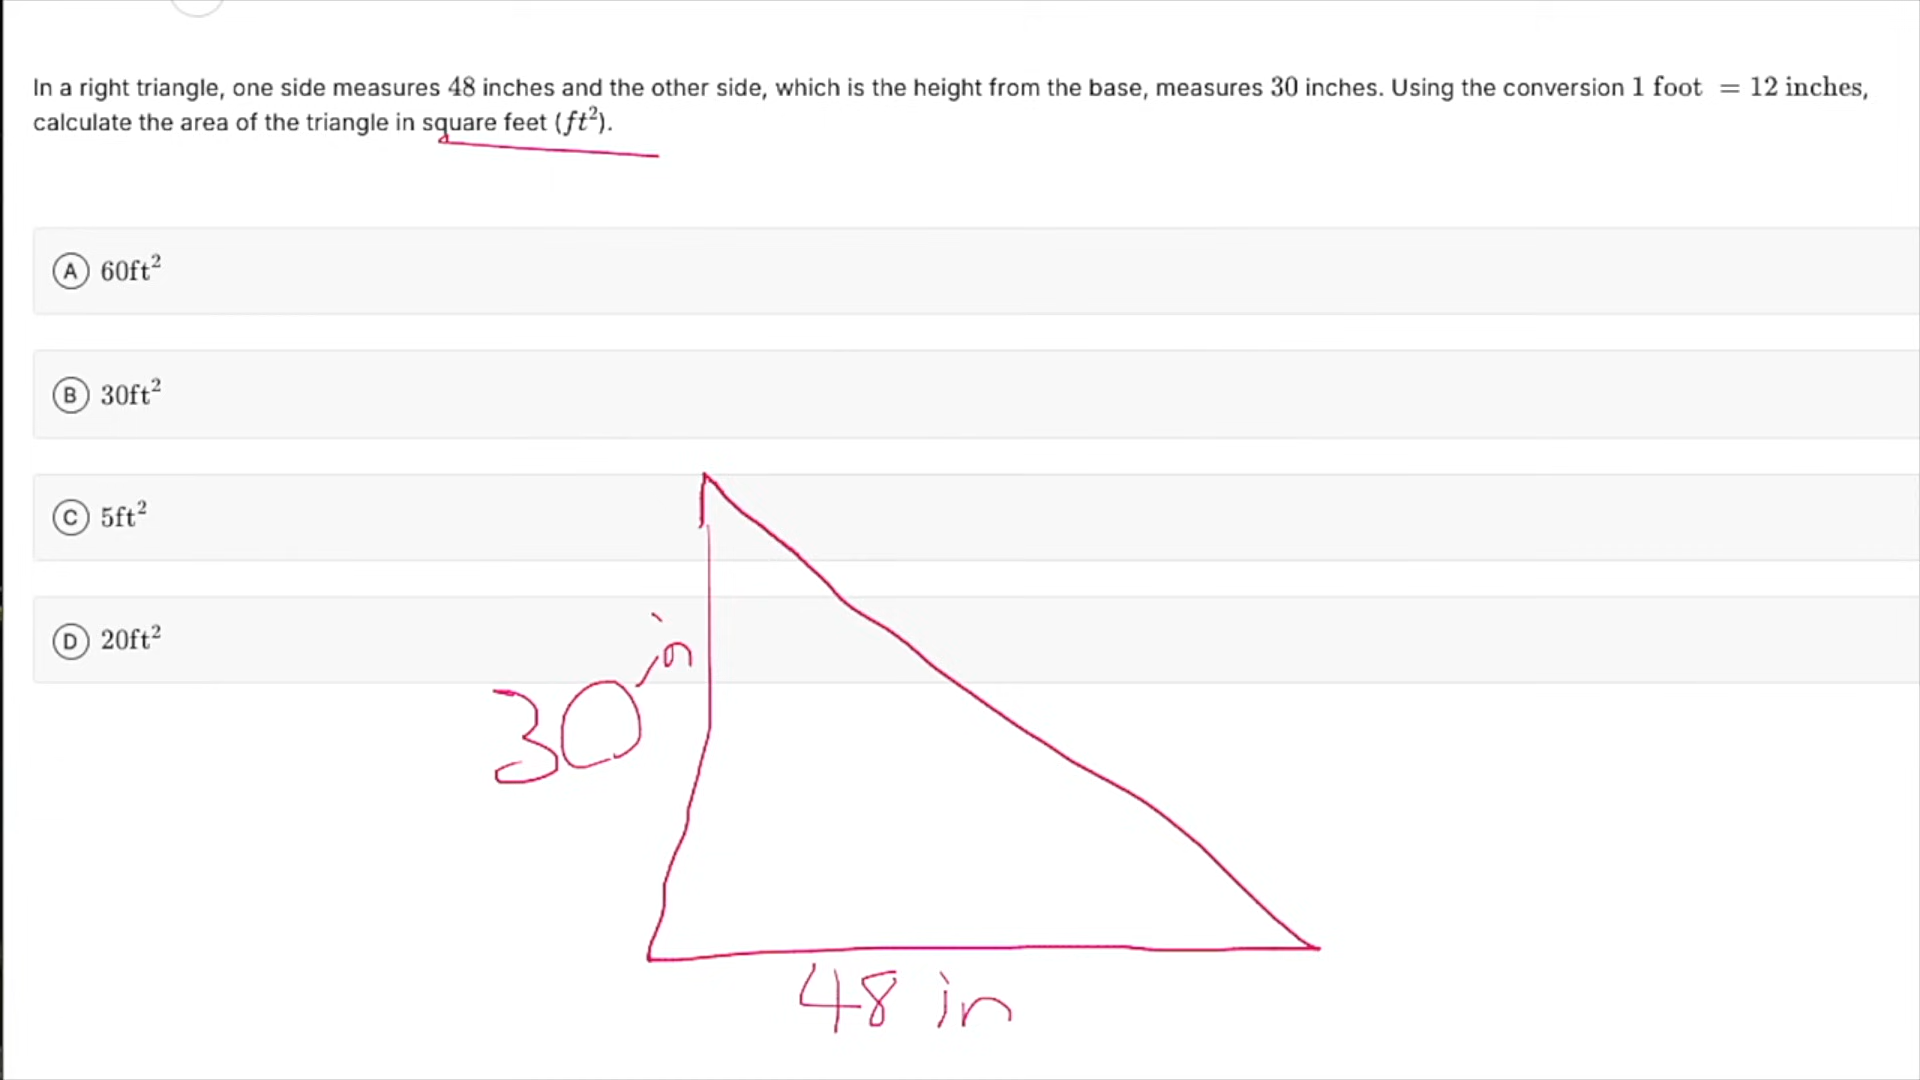 In a right triangle, one side measures 48 inches and the other side, which is the height from the base, measures 30 inches. Using the conversion 1 foot = 12 inches,
calculate the area of the triangle in square feet (ft²).
A 60ft²
B 30ft²
C 5ft²
D 20ft²
30 in
48 in